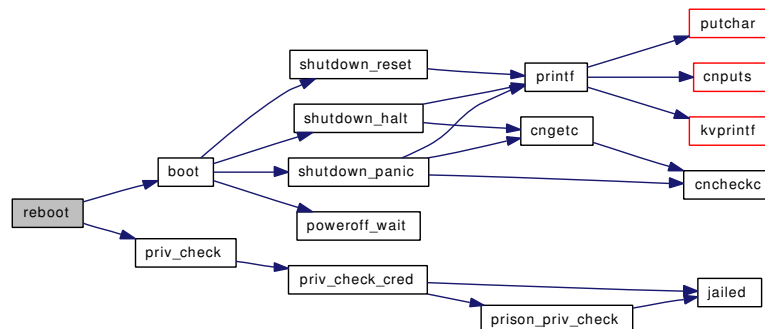 putchar
shutdown_reset
printf
cnputs
shutdown_halt
cngetc
kvprintf
boot
shutdown_panic
cncheckc
reboot
poweroff_wait
priv_check
priv_check_cred
jailed
prison_priv_check